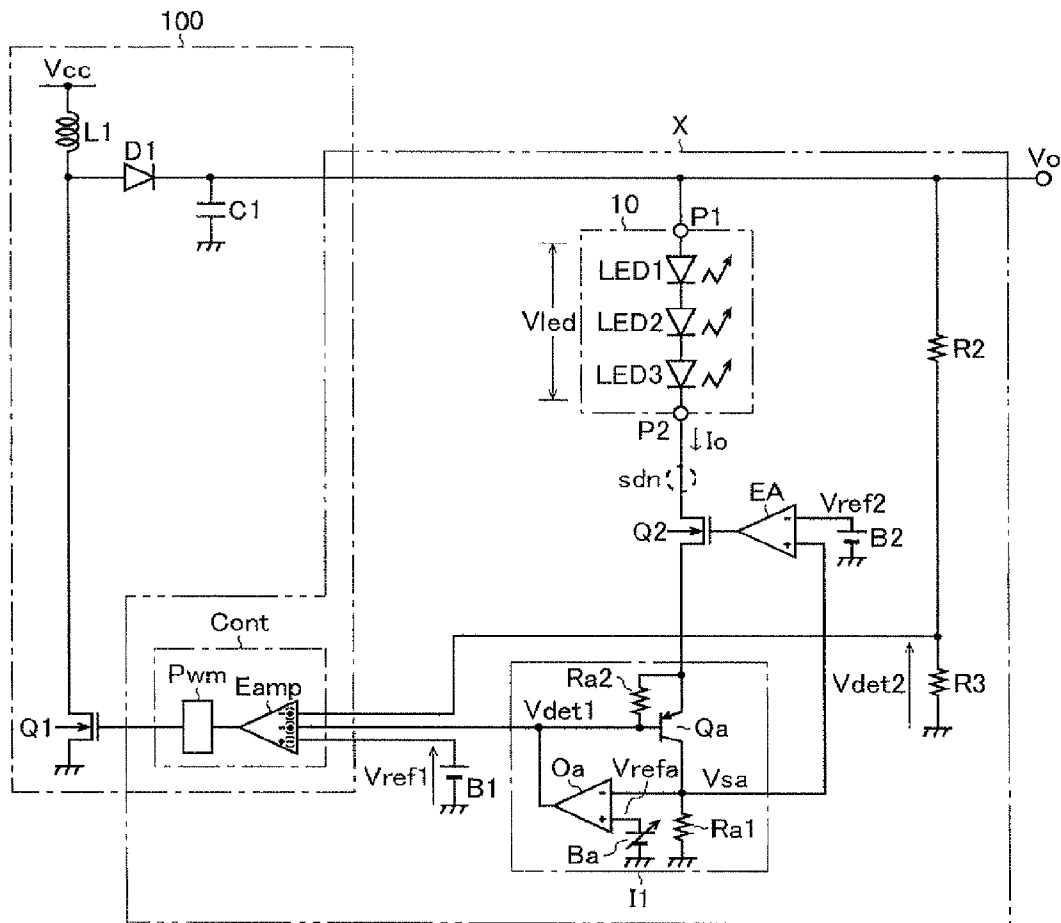 100
Vcc
L1
D1
C1
X
Vo
10
P1
LED1
LED2
LED3
Vled
P2
Io
sdn
EA
Vref2
B2
Q2
R2
Cont
Pwm
Eamp
Q1
Vref1
B1
Ra2
Vdet1
Qa
Vdet2
R3
Oa
Vrefa
Vsa
Ba
Ra1
I1